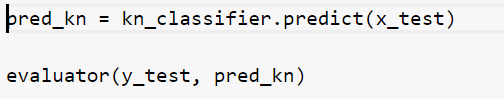 pred_kn = kn_classifier.predict(x_test)
evaluator(y_test, pred_kn)